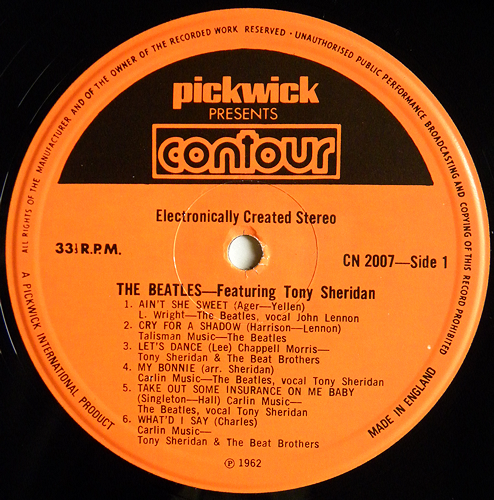 ALL RIGHTS OF THE MANUFACTURER AND OF THE OWNER OF THE RECORDED WORK RESERVED · UNAUTHORISED PUBLIC PERFORMANCE BROADCASTING AND COPYING OF THIS RECORD PROHIBITED
pickwick
PRESENTS
contour
Electronically Created Stereo
33⅓ R.P.M.
CN 2007—Side 1
THE BEATLES—Featuring Tony Sheridan
1. AIN'T SHE SWEET (Ager—Yellen)
L. Wright—The Beatles, vocal John Lennon
2. CRY FOR A SHADOW (Harrison—Lennon)
Talisman Music—The Beatles
3. LET'S DANCE (Lee) Chappell Morris—
Tony Sheridan & The Beat Brothers
4. MY BONNIE (arr. Sheridan)
Carlin Music—The Beatles, vocal Tony Sheridan
5. TAKE OUT SOME INSURANCE ON ME BABY
(Singleton—Hall) Carlin Music—
The Beatles, vocal Tony Sheridan
6. WHAT'D I SAY (Charles)
Carlin Music—
Tony Sheridan & The Beat Brothers
℗ 1962
A PICKWICK INTERNATIONAL PRODUCT
MADE IN ENGLAND